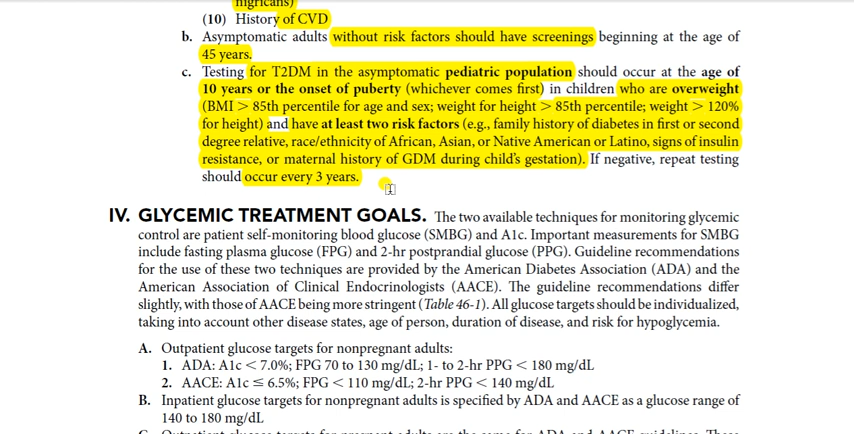 nigricans)
(10) History of CVD
b. Asymptomatic adults without risk factors should have screenings beginning at the age of
45 years.
c. Testing for T2DM in the asymptomatic pediatric population should occur at the age of
10 years or the onset of puberty (whichever comes first) in children who are overweight
(BMI > 85th percentile for age and sex; weight for height > 85th percentile; weight > 120%
for height) and have at least two risk factors (e.g., family history of diabetes in first or second
degree relative, race/ethnicity of African, Asian, or Native American or Latino, signs of insulin
resistance, or maternal history of GDM during child's gestation). If negative, repeat testing
should occur every 3 years.
IV. GLYCEMIC TREATMENT GOALS. The two available techniques for monitoring glycemic
control are patient self-monitoring blood glucose (SMBG) and A1c. Important measurements for SMBG
include fasting plasma glucose (FPG) and 2-hr postprandial glucose (PPG). Guideline recommendations
for the use of these two techniques are provided by the American Diabetes Association (ADA) and the
American Association of Clinical Endocrinologists (AACE). The guideline recommendations differ
slightly, with those of AACE being more stringent (Table 46-1). All glucose targets should be individualized,
taking into account other disease states, age of person, duration of disease, and risk for hypoglycemia.
A. Outpatient glucose targets for nonpregnant adults:
1. ADA: A1c < 7.0%; FPG 70 to 130 mg/dL; 1- to 2-hr PPG < 180 mg/dL
2. AACE: A1c ≤ 6.5%; FPG < 110 mg/dL; 2-hr PPG < 140 mg/dL
B. Inpatient glucose targets for nonpregnant adults is specified by ADA and AACE as a glucose range of
140 to 180 mg/dL